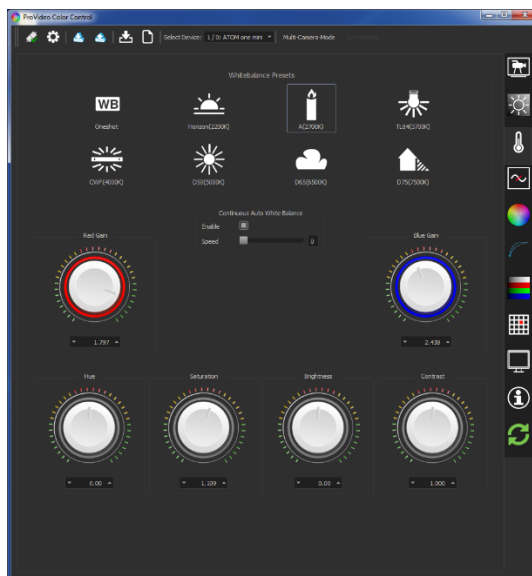 ProVideo Color Control
Select Device: 1 / 0: ATOM one mini Multi-Camera-Mode
Whitebalance Presets
WB
Oneshot Horizon(2200K) A(2700K) TL84(3700K)
CWF(4000K) D50(5000K) D65(6500K) D75(7500K)
Continuous Auto White Balance
Enable
Speed 0
Red Gain Blue Gain
1.797 2.438
Hue Saturation Brightness Contrast
0.00 1.109 0.00 1.000